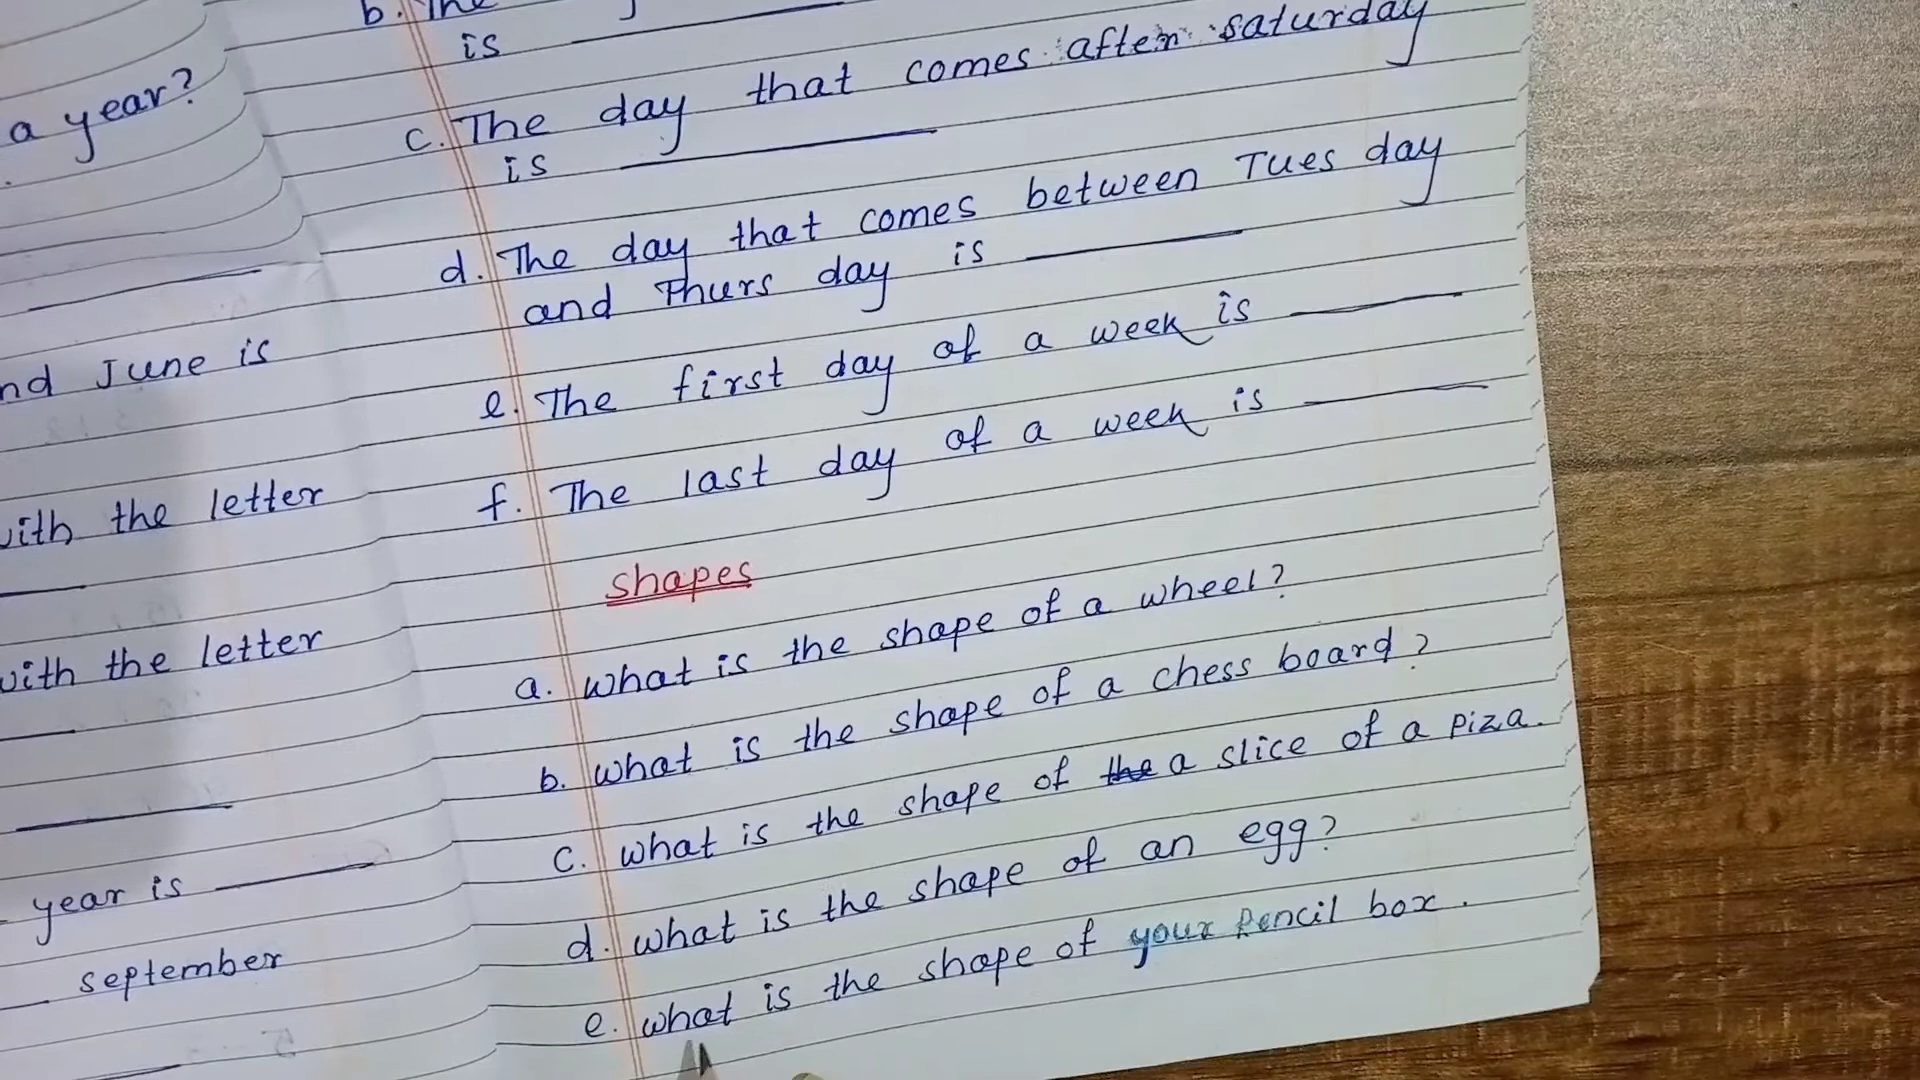 a year?
nd June is
with the letter
with the letter
year is
september
b. The
is
c. The day that comes after saturday
is
d. The day that comes between Tues day
and Thurs day is
e. The first day of a week is
f. The last day of a week is
shapes
a. what is the shape of a wheel?
b. what is the shape of a chess board?
c. what is the shape of the a slice of a piza.
d. what is the shape of an egg?
e. what is the shape of your Pencil box.